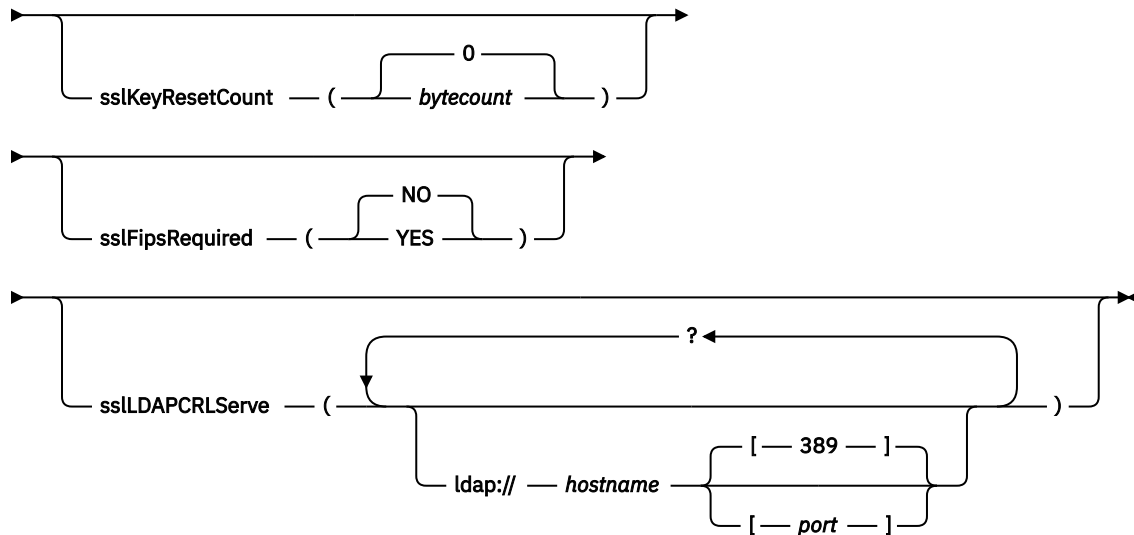 0
sslKeyResetCount ( bytecount )
NO
sslFipsRequired ( YES )
?
sslLDAPCRLServe ( )
[ 389 ]
ldap:// hostname
[ port ]